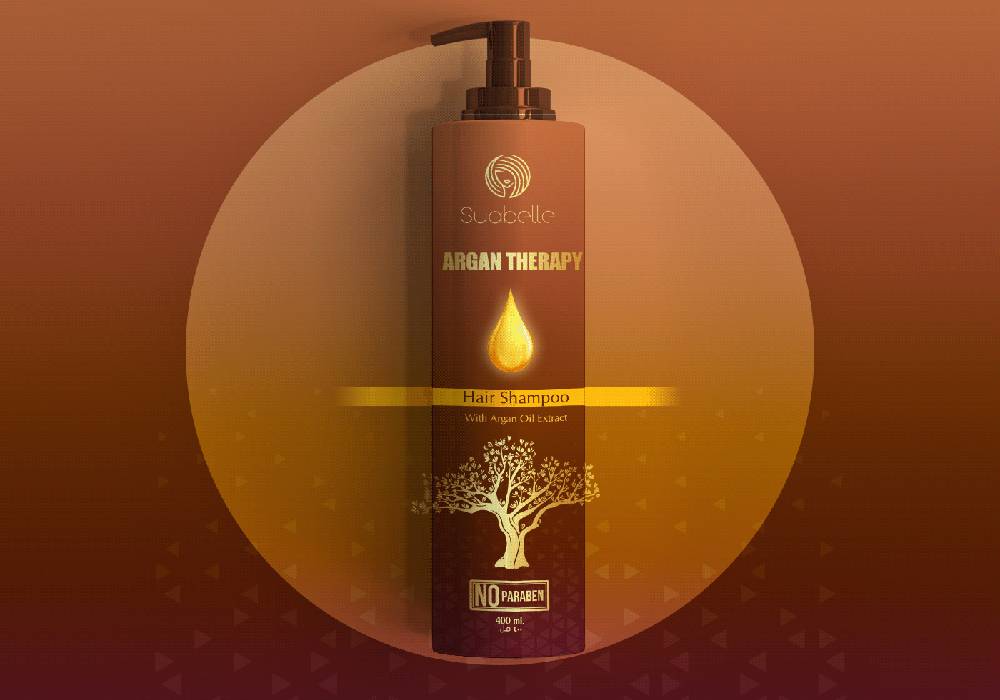 Suabelle
ARGAN THERAPY
Hair Shampoo
With Argan Oil Extract
NO PARABEN
400 ml.